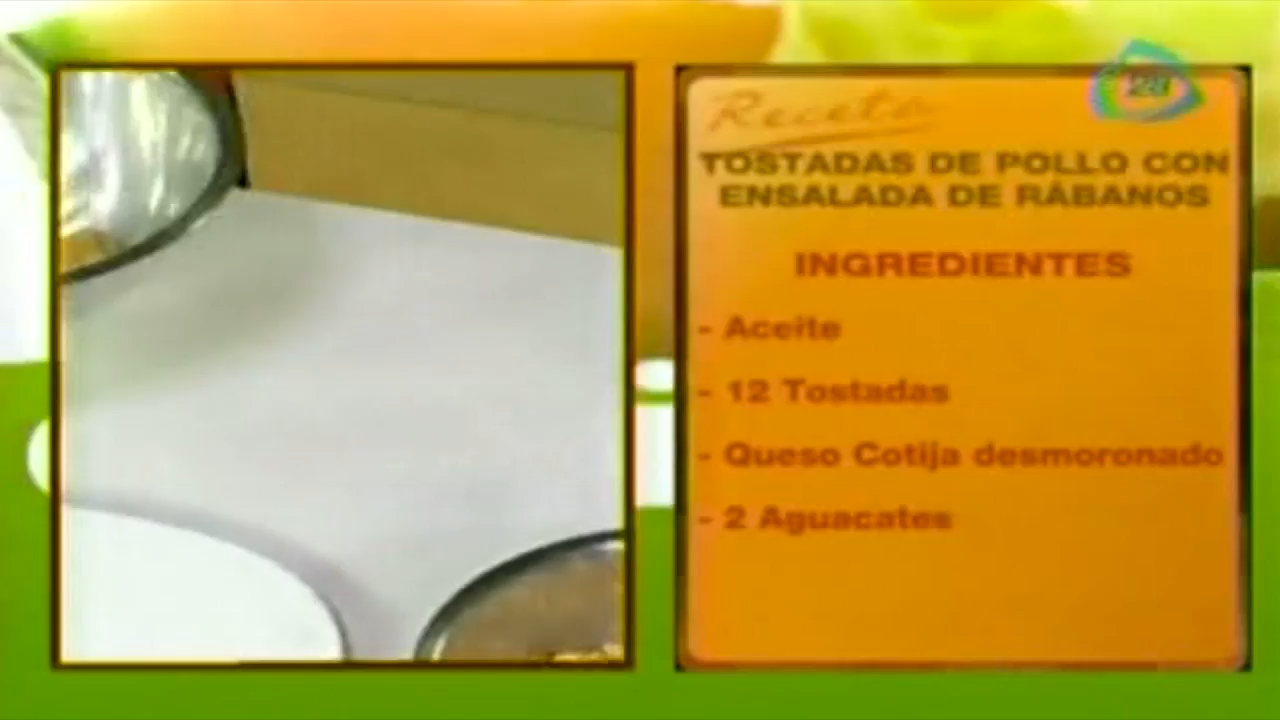 Receta
TOSTADAS DE POLLO CON
ENSALADA DE RÁBANOS
INGREDIENTES
- Aceite
- 12 Tostadas
- Queso Cotija desmoronado
- 2 Aguacates